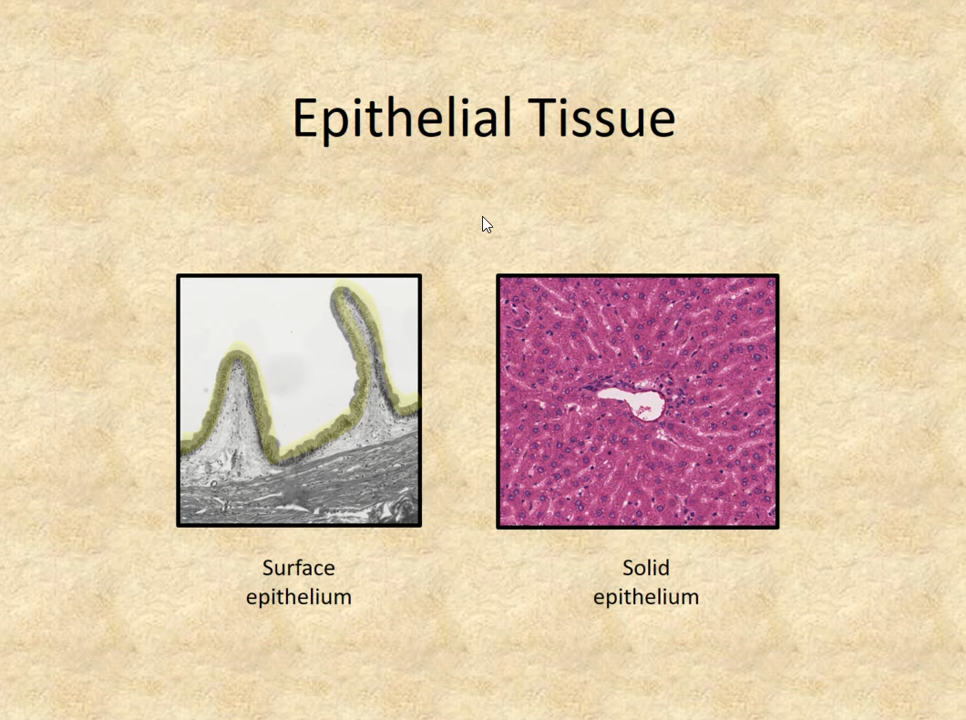 Epithelial Tissue
Surface
epithelium
Solid
epithelium